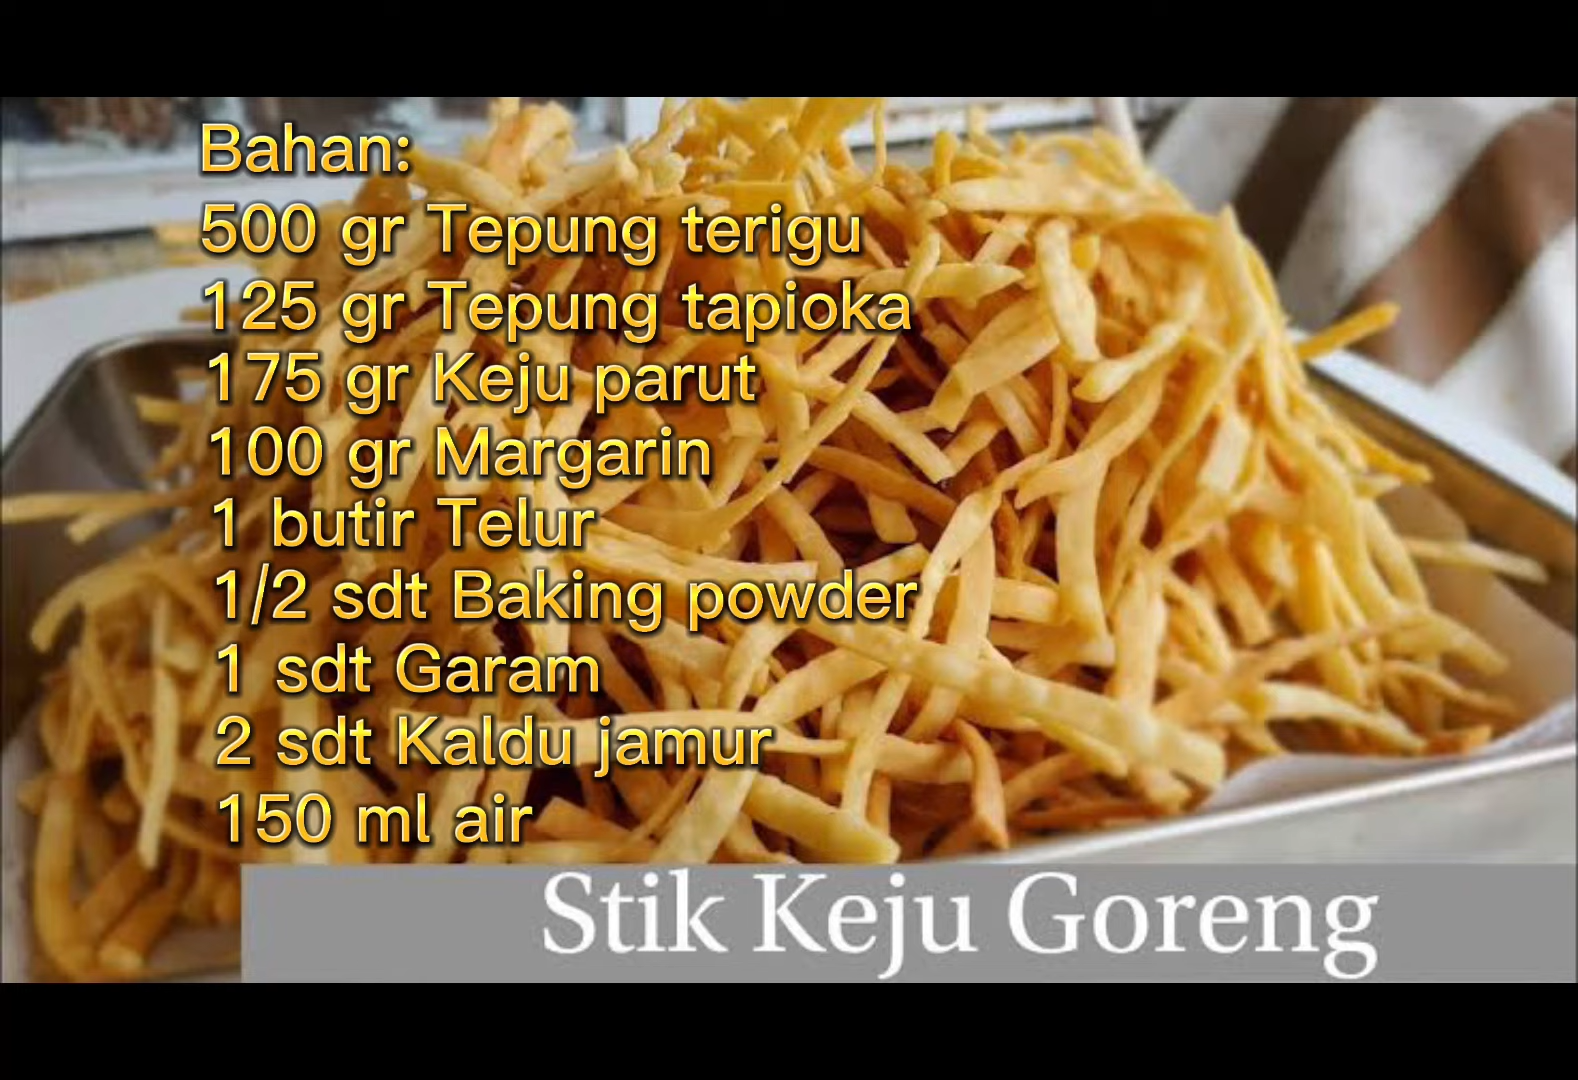 Bahan:
500 gr Tepung terigu
125 gr Tepung tapioka
175 gr Keju parut
100 gr Margarin
1 butir Telur
1/2 sdt Baking powder
1 sdt Garam
2 sdt Kaldu jamur
150 ml air
Stik Keju Goreng